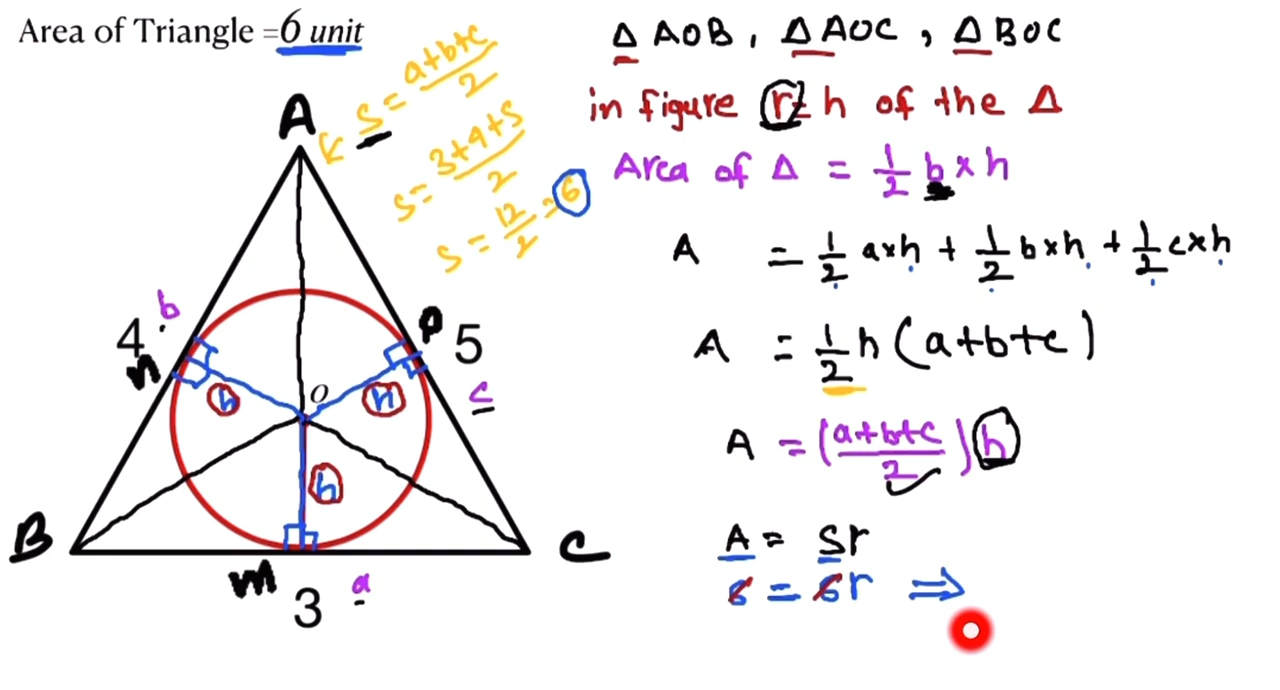 Area of Triangle =6 unit
S = a+b+c/2
S = 3+4+5/2
S = 12/2 = 6
A
4
b
n
P
5
c
h
h
h
O
B
C
m
3
a
Δ AOB, Δ AOC, Δ BOC
in figure r = h of the Δ
Area of Δ = 1/2 b×h
A = 1/2 a×h + 1/2 b×h + 1/2 c×h
A = 1/2 h (a+b+c)
A = (a+b+c/2) h
A = Sr
6 = 6r ⇒